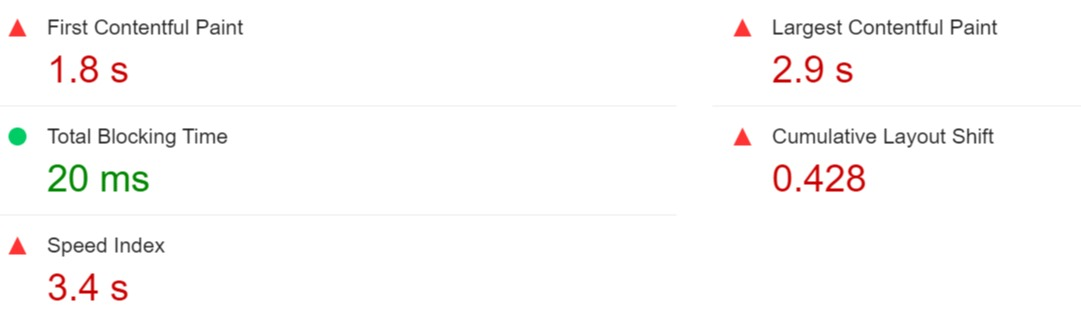 First Contentful Paint
1.8 s
Largest Contentful Paint
2.9 s
Total Blocking Time
20 ms
Cumulative Layout Shift
0.428
Speed Index
3.4 s